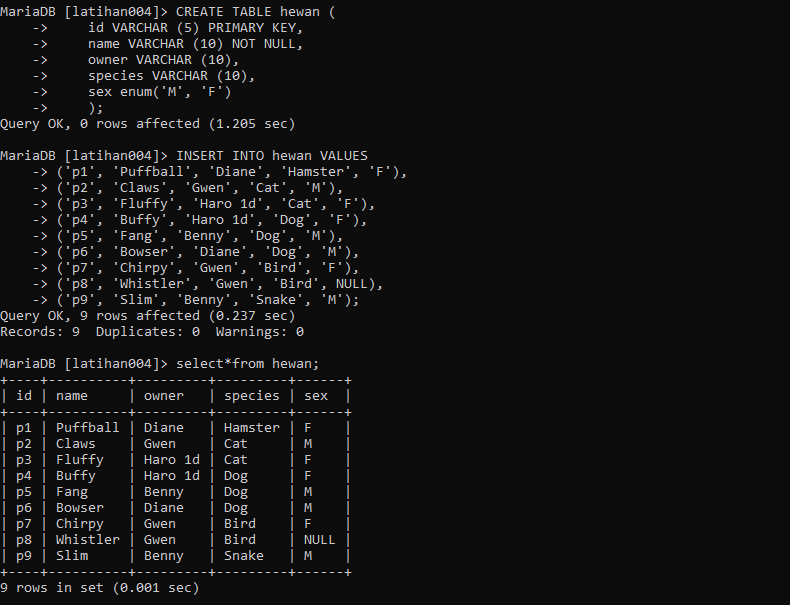 MariaDB [latihan004]> CREATE TABLE hewan (
    ->     id VARCHAR (5) PRIMARY KEY,
    ->     name VARCHAR (10) NOT NULL,
    ->     owner VARCHAR (10),
    ->     species VARCHAR (10),
    ->     sex enum('M', 'F')
    ->     );
Query OK, 0 rows affected (1.205 sec)

MariaDB [latihan004]> INSERT INTO hewan VALUES
    -> ('p1', 'Puffball', 'Diane', 'Hamster', 'F'),
    -> ('p2', 'Claws', 'Gwen', 'Cat', 'M'),
    -> ('p3', 'Fluffy', 'Haro 1d', 'Cat', 'F'),
    -> ('p4', 'Buffy', 'Haro 1d', 'Dog', 'F'),
    -> ('p5', 'Fang', 'Benny', 'Dog', 'M'),
    -> ('p6', 'Bowser', 'Diane', 'Dog', 'M'),
    -> ('p7', 'Chirpy', 'Gwen', 'Bird', 'F'),
    -> ('p8', 'Whistler', 'Gwen', 'Bird', NULL),
    -> ('p9', 'Slim', 'Benny', 'Snake', 'M');
Query OK, 9 rows affected (0.237 sec)
Records: 9  Duplicates: 0  Warnings: 0

MariaDB [latihan004]> select*from hewan;
+----+----------+---------+---------+------+
| id | name     | owner   | species | sex  |
+----+----------+---------+---------+------+
| p1 | Puffball | Diane   | Hamster | F    |
| p2 | Claws    | Gwen    | Cat     | M    |
| p3 | Fluffy   | Haro 1d | Cat     | F    |
| p4 | Buffy    | Haro 1d | Dog     | F    |
| p5 | Fang     | Benny   | Dog     | M    |
| p6 | Bowser   | Diane   | Dog     | M    |
| p7 | Chirpy   | Gwen    | Bird    | F    |
| p8 | Whistler | Gwen    | Bird    | NULL |
| p9 | Slim     | Benny   | Snake   | M    |
+----+----------+---------+---------+------+
9 rows in set (0.001 sec)